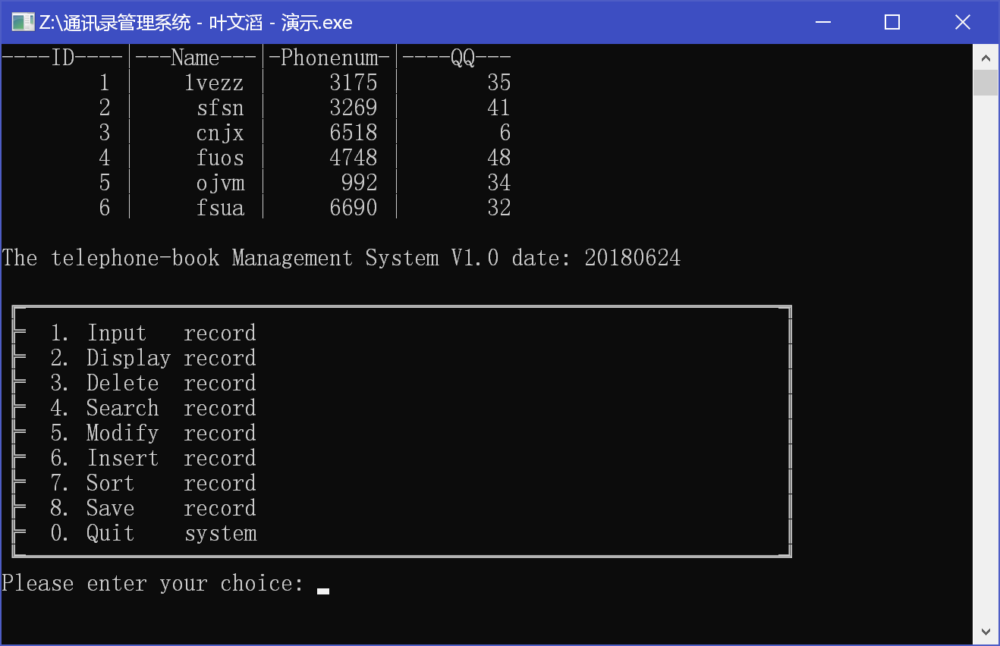 Z:\通讯录管理系统 - 叶文滔 - 演示.exe
----ID----|---Name---|-Phonenum-|----QQ---
1 | lvezz | 3175 | 35
2 | sfsn | 3269 | 41
3 | cnjx | 6518 | 6
4 | fuos | 4748 | 48
5 | ojvm | 992 | 34
6 | fsua | 6690 | 32
The telephone-book Management System V1.0 date: 20180624
1. Input record
2. Display record
3. Delete record
4. Search record
5. Modify record
6. Insert record
7. Sort record
8. Save record
0. Quit system
Please enter your choice: